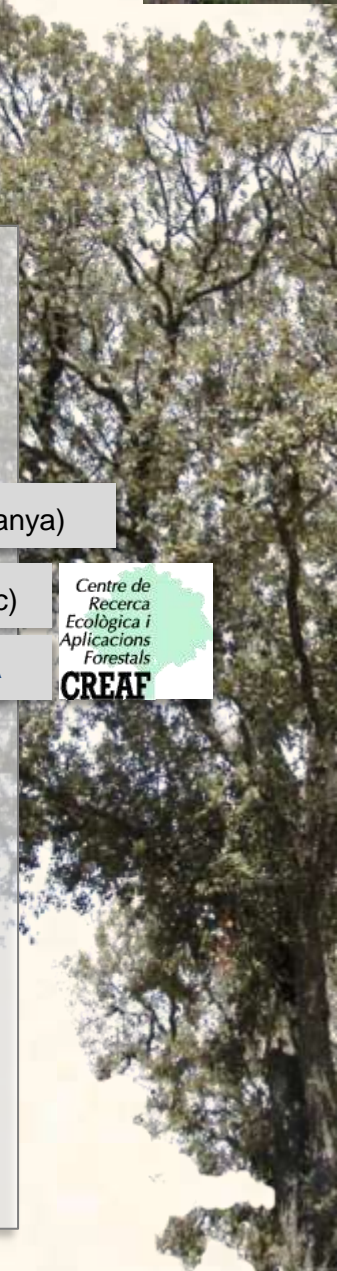 anya)
c)
Centre de
Recerca
Ecològica i
Aplicacions
Forestals
CREAF